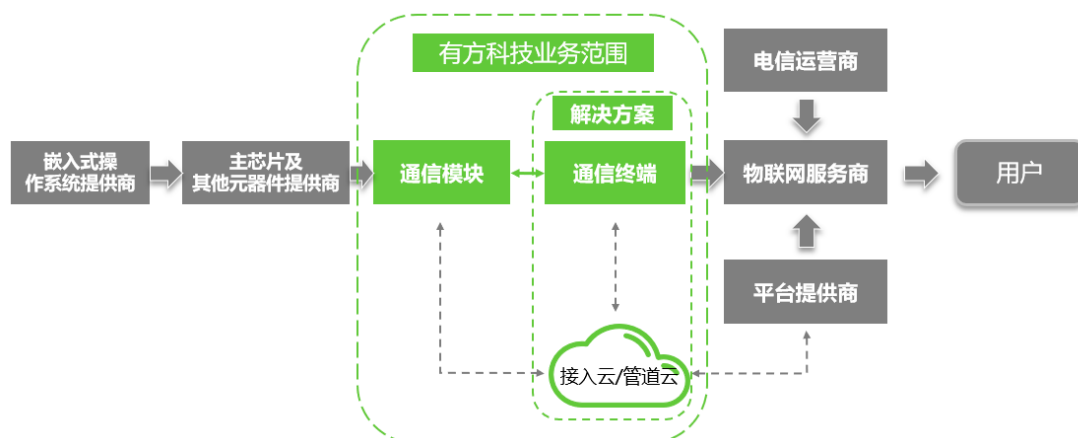 有方科技业务范围
电信运营商
解决方案
嵌入式操
作系统提供商
主芯片及
其他元器件提供商
通信模块
通信终端
物联网服务商
用户
平台提供商
接入云/管道云